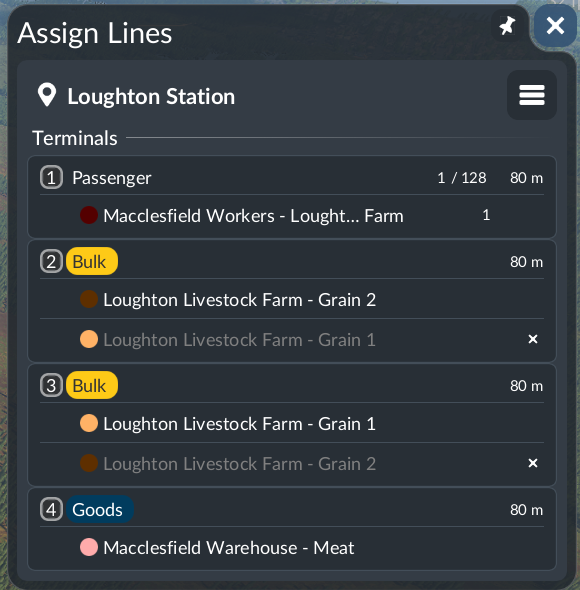 Assign Lines
Loughton Station
Terminals
1 Passenger 1 / 128 80 m
Macclesfield Workers - Lought... Farm 1
2 Bulk 80 m
Loughton Livestock Farm - Grain 2
Loughton Livestock Farm - Grain 1
3 Bulk 80 m
Loughton Livestock Farm - Grain 1
Loughton Livestock Farm - Grain 2
4 Goods 80 m
Macclesfield Warehouse - Meat